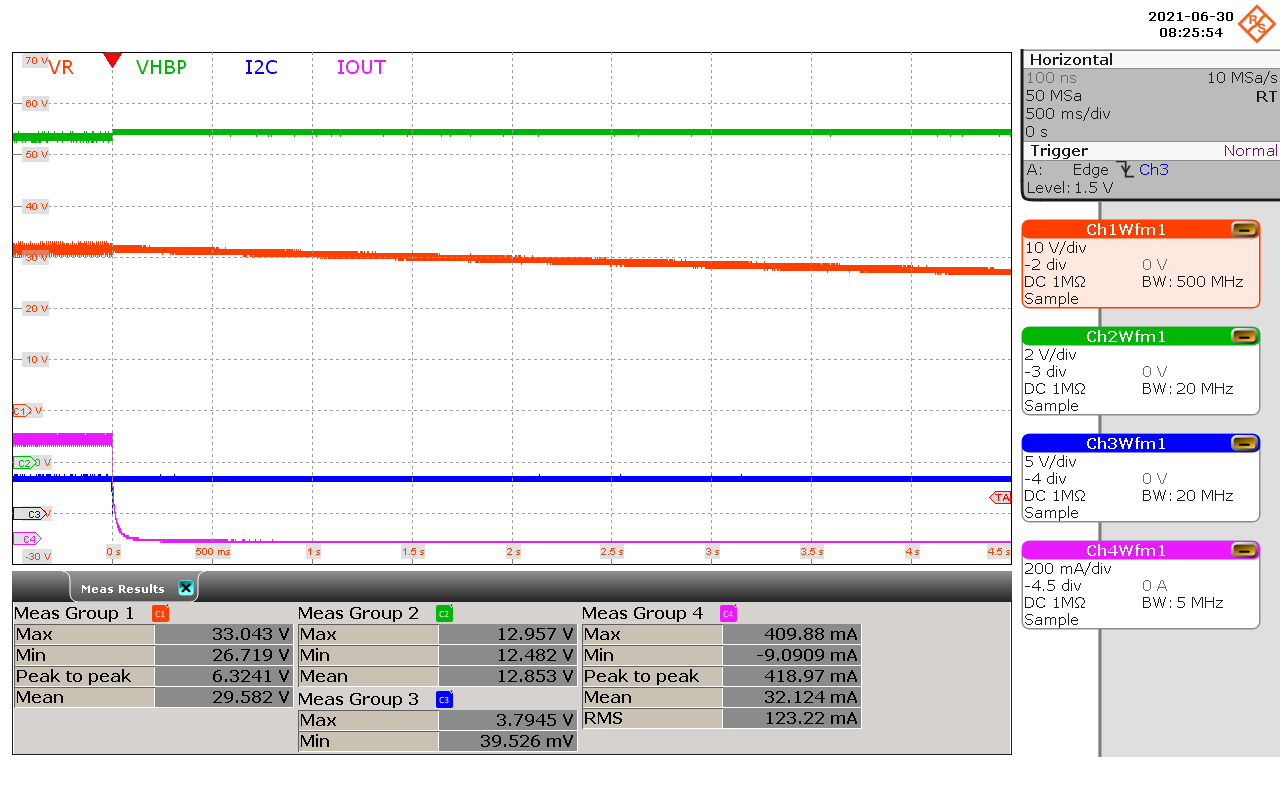 2021-06-30
08:25:54
R&S
VR VHBP I2C IOUT
70 V
60 V
50 V
40 V
30 V
20 V
10 V
C1 V
C2 0 V
C3 V
C4
TA
-30 V
0 s 500 ms 1 s 1.5 s 2 s 2.5 s 3 s 3.5 s 4 s 4.5 s
Horizontal
100 ns 10 MSa/s
50 MSa RT
500 ms/div
0 s
Trigger Normal
A: Edge Ch3
Level: 1.5 V
Ch1Wfm1
10 V/div
-2 div 0 V
DC 1MΩ BW: 500 MHz
Sample
Ch2Wfm1
2 V/div
-3 div 0 V
DC 1MΩ BW: 20 MHz
Sample
Ch3Wfm1
5 V/div
-4 div 0 V
DC 1MΩ BW: 20 MHz
Sample
Ch4Wfm1
200 mA/div
-4.5 div 0 A
DC 1MΩ BW: 5 MHz
Sample
Meas Results
Meas Group 1 C1
Max 33.043 V
Min 26.719 V
Peak to peak 6.3241 V
Mean 29.582 V
Meas Group 2 C2
Max 12.957 V
Min 12.482 V
Mean 12.853 V
Meas Group 3 C3
Max 3.7945 V
Min 39.526 mV
Meas Group 4 C4
Max 409.88 mA
Min -9.0909 mA
Peak to peak 418.97 mA
Mean 32.124 mA
RMS 123.22 mA